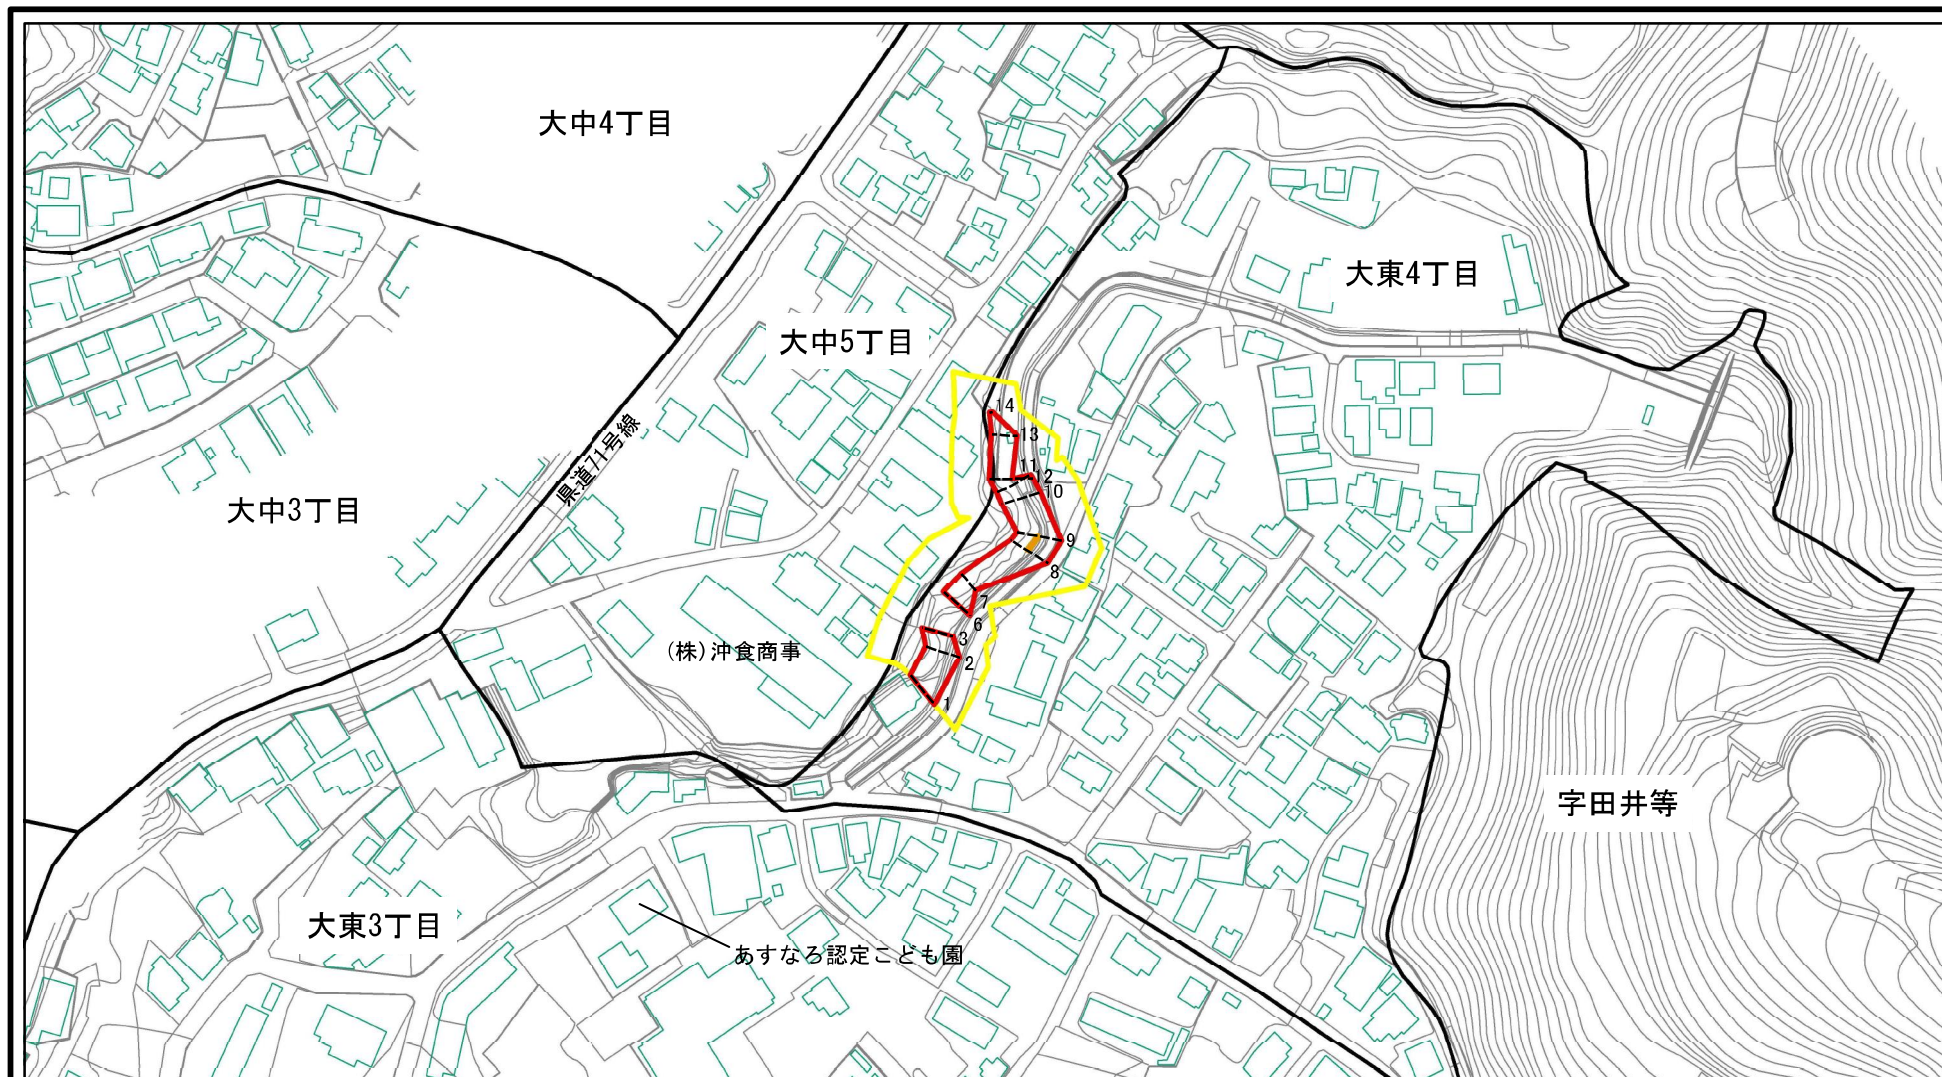 大中4丁目
大東4丁目
大中5丁目
県道71号線
大中3丁目
14
13
11
12
10
9
8
7
6
3
2
1
(株)沖食商事
字田井等
大東3丁目
あすなろ認定こども園